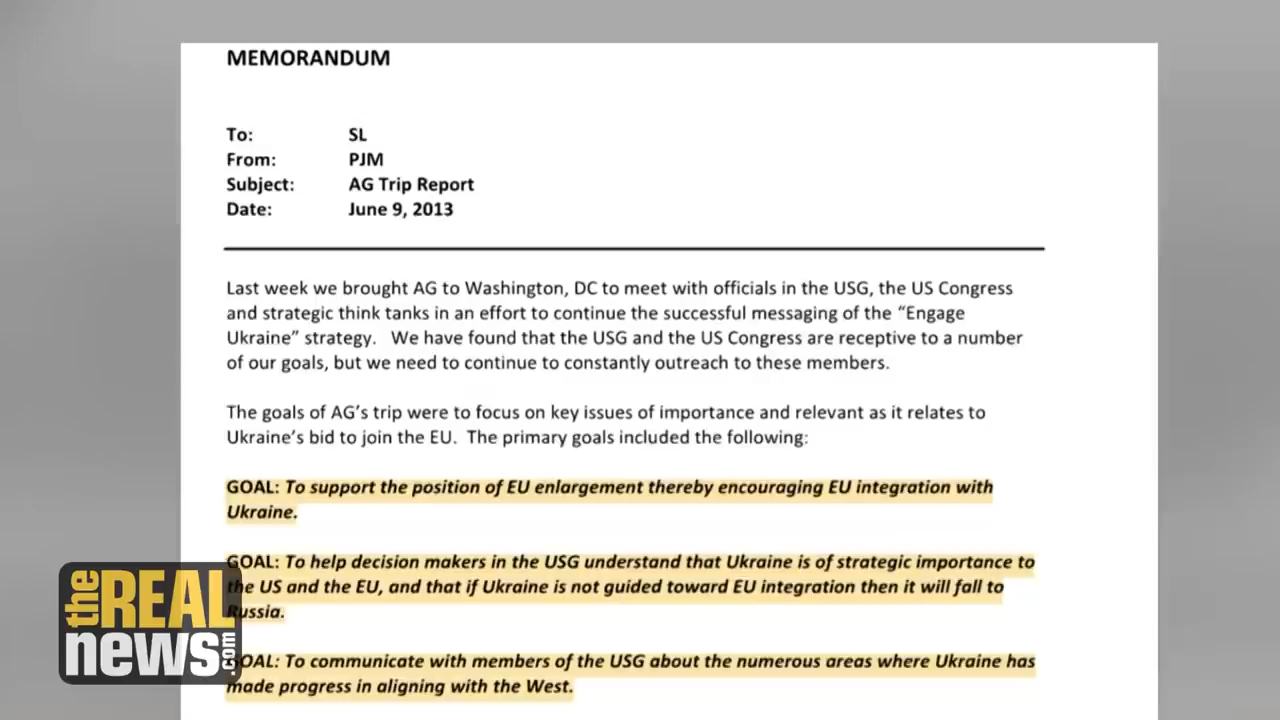 MEMORANDUM
To: SL
From: PJM
Subject: AG Trip Report
Date: June 9, 2013
Last week we brought AG to Washington, DC to meet with officials in the USG, the US Congress
and strategic think tanks in an effort to continue the successful messaging of the “Engage
Ukraine” strategy. We have found that the USG and the US Congress are receptive to a number
of our goals, but we need to continue to constantly outreach to these members.
The goals of AG’s trip were to focus on key issues of importance and relevant as it relates to
Ukraine’s bid to join the EU. The primary goals included the following:
GOAL: To support the position of EU enlargement thereby encouraging EU integration with
Ukraine.
GOAL: To help decision makers in the USG understand that Ukraine is of strategic importance to
the US and the EU, and that if Ukraine is not guided toward EU integration then it will fall to
Russia.
GOAL: To communicate with members of the USG about the numerous areas where Ukraine has
made progress in aligning with the West.
the REAL
news.com